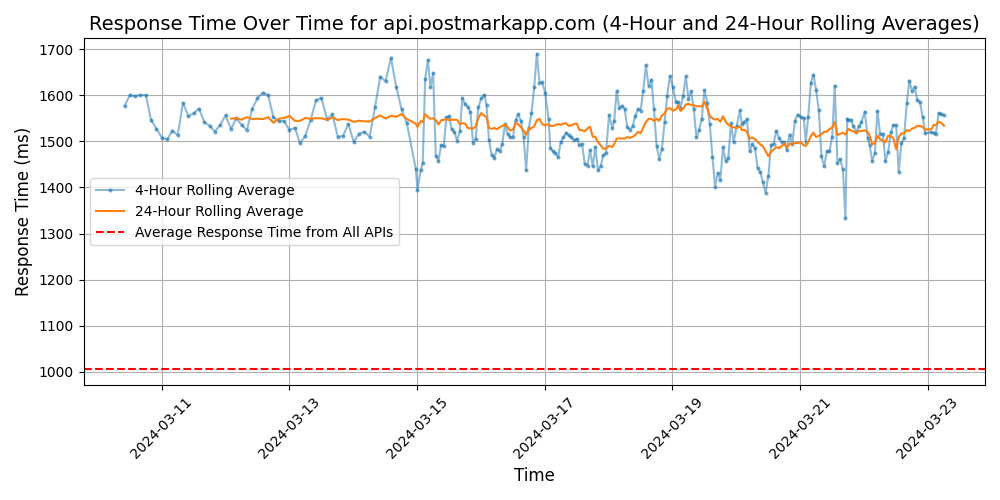 Response Time Over Time for api.postmarkapp.com (4-Hour and 24-Hour Rolling Averages)
1700
1600
1500
1400
1300
1200
1100
1000
Response Time (ms)
4-Hour Rolling Average
24-Hour Rolling Average
Average Response Time from All APIs
2024-03-11
2024-03-13
2024-03-15
2024-03-17
2024-03-19
2024-03-21
2024-03-23
Time